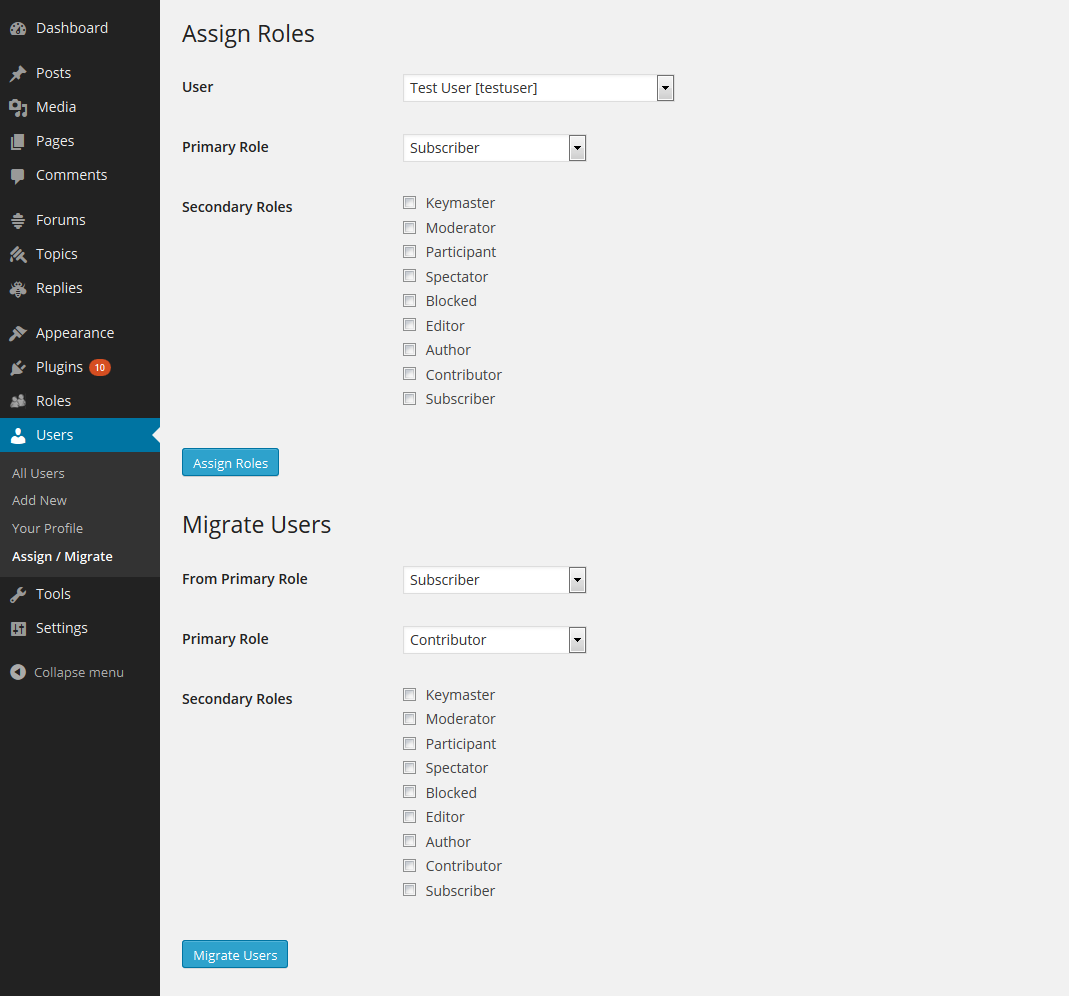 Dashboard
Posts
Media
Pages
Comments
Forums
Topics
Replies
Appearance
Plugins 10
Roles
Users
All Users
Add New
Your Profile
Assign / Migrate
Tools
Settings
Collapse menu
Assign Roles
User Test User [testuser]
Primary Role Subscriber
Secondary Roles Keymaster
Moderator
Participant
Spectator
Blocked
Editor
Author
Contributor
Subscriber
Assign Roles
Migrate Users
From Primary Role Subscriber
Primary Role Contributor
Secondary Roles Keymaster
Moderator
Participant
Spectator
Blocked
Editor
Author
Contributor
Subscriber
Migrate Users